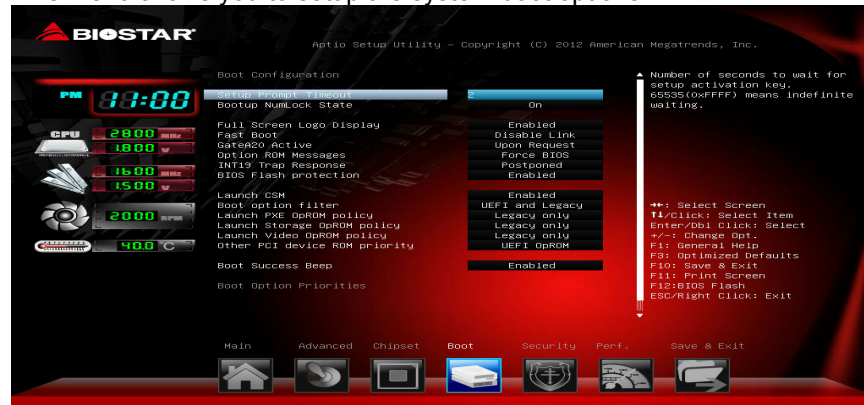 BIOSTAR
Aptio Setup Utility – Copyright (C) 2012 American Megatrends, Inc.
Boot Configuration
Setup Prompt Timeout 2
Bootup NumLock State On
Full Screen Logo Display Enabled
Fast Boot Disable Link
GateA20 Active Upon Request
Option ROM Messages Force BIOS
INT19 Trap Response Postponed
BIOS Flash protection Enabled
Launch CSM Enabled
Boot option filter UEFI and Legacy
Launch PXE OpROM policy Legacy only
Launch Storage OpROM policy Legacy only
Launch Video OpROM policy Legacy only
Other PCI device ROM priority UEFI OpROM
Boot Success Beep Enabled
Boot Option Priorities
Number of seconds to wait for
setup activation key.
65535(0xFFFF) means indefinite
waiting.
→←: Select Screen
↑↓/Click: Select Item
Enter/Dbl Click: Select
+/-: Change Opt.
F1: General Help
F3: Optimized Defaults
F10: Save & Exit
F11: Print Screen
F12:BIOS Flash
ESC/Right Click: Exit
PM 11:00
CPU 2800 MHz
1.800 V
1600 MHz
1.500 V
2000 RPM
40.0 °C
Main Advanced Chipset Boot Security Perf. Save & Exit